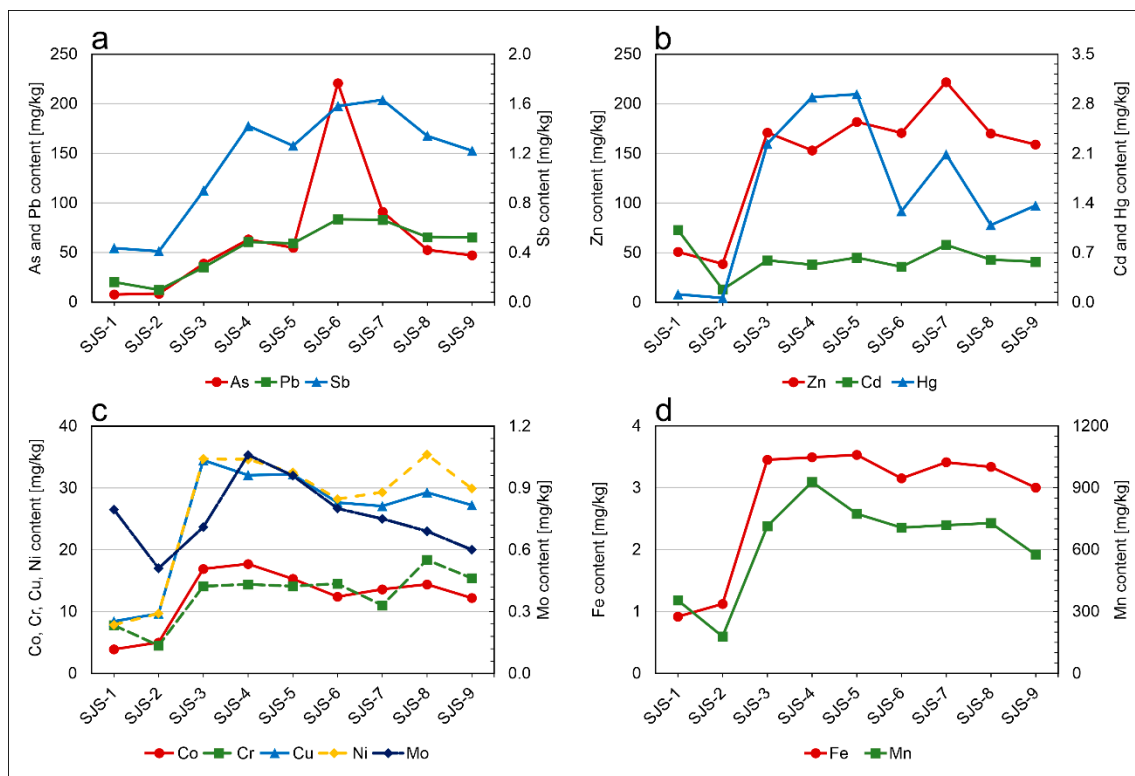 a
As and Pb content [mg/kg]
250
200
150
100
50
0
2.0
1.6
1.2
0.8
0.4
0.0
Sb content [mg/kg]
SJS-1
SJS-2
SJS-3
SJS-4
SJS-5
SJS-6
SJS-7
SJS-8
SJS-9
As Pb Sb
b
Zn content [mg/kg]
250
200
150
100
50
0
3.5
2.8
2.1
1.4
0.7
0.0
Cd and Hg content [mg/kg]
SJS-1
SJS-2
SJS-3
SJS-4
SJS-5
SJS-6
SJS-7
SJS-8
SJS-9
Zn Cd Hg
c
Co, Cr, Cu, Ni content [mg/kg]
40
30
20
10
0
1.2
0.9
0.6
0.3
0.0
Mo content [mg/kg]
SJS-1
SJS-2
SJS-3
SJS-4
SJS-5
SJS-6
SJS-7
SJS-8
SJS-9
Co Cr Cu Ni Mo
d
Fe content [mg/kg]
4
3
2
1
0
1200
900
600
300
0
Mn content [mg/kg]
SJS-1
SJS-2
SJS-3
SJS-4
SJS-5
SJS-6
SJS-7
SJS-8
SJS-9
Fe Mn